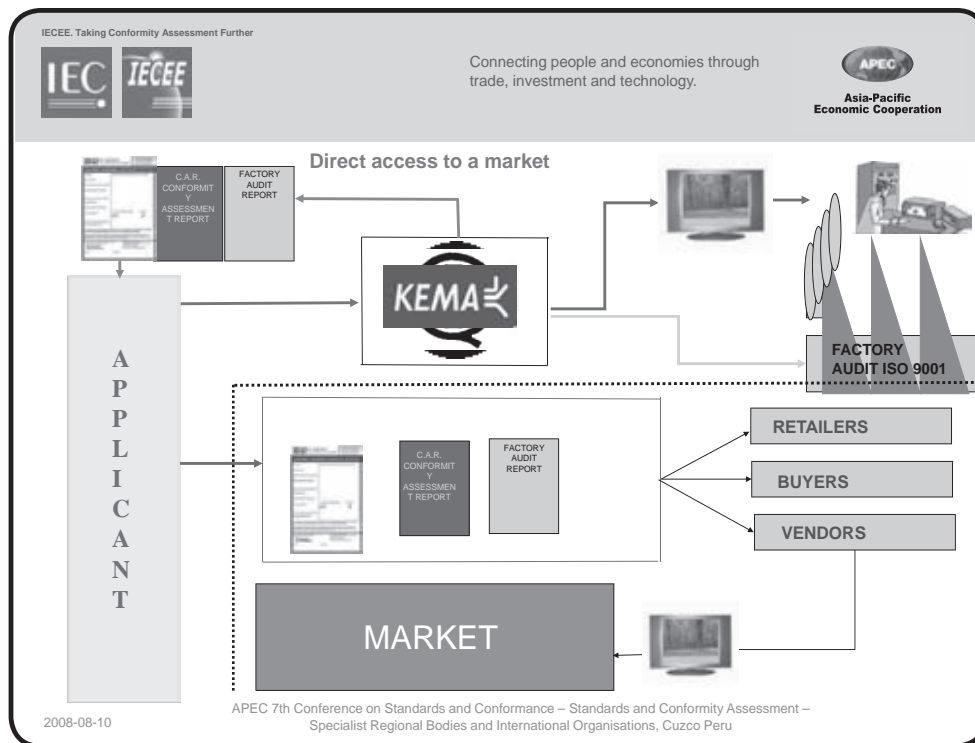 IECEE. Taking Conformity Assessment Further
IEC
IECEE
Connecting people and economies through
trade, investment and technology.
APEC
Asia-Pacific
Economic Cooperation
Direct access to a market
C.A.R.
CONFORMIT
Y
ASSESSMEN
T REPORT
FACTORY
AUDIT
REPORT
KEMA
Q
FACTORY
AUDIT ISO 9001
A
P
P
L
I
C
A
N
T
C.A.R.
CONFORMIT
Y
ASSESSMEN
T REPORT
FACTORY
AUDIT
REPORT
RETAILERS
BUYERS
VENDORS
MARKET
2008-08-10
APEC 7th Conference on Standards and Conformance – Standards and Conformity Assessment –
Specialist Regional Bodies and International Organisations, Cuzco Peru